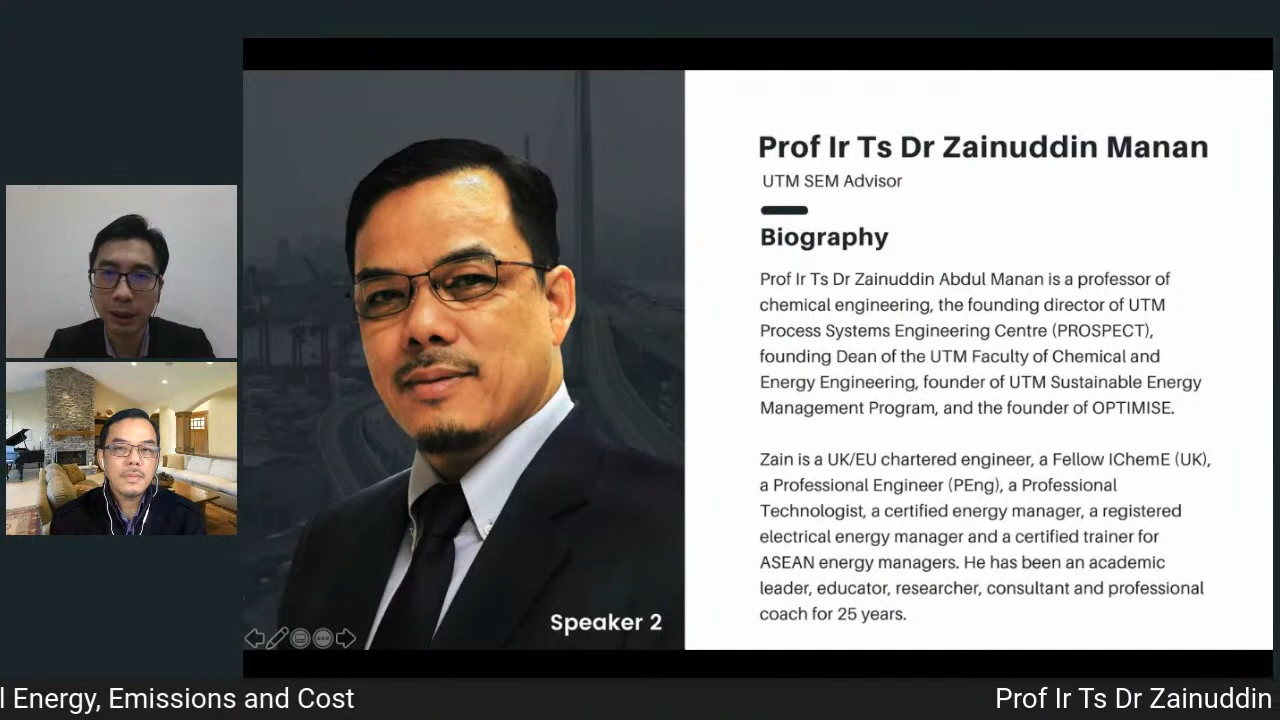 Prof Ir Ts Dr Zainuddin Manan
UTM SEM Advisor
Biography
Prof Ir Ts Dr Zainuddin Abdul Manan is a professor of
chemical engineering, the founding director of UTM
Process Systems Engineering Centre (PROSPECT),
founding Dean of the UTM Faculty of Chemical and
Energy Engineering, founder of UTM Sustainable Energy
Management Program, and the founder of OPTIMISE.
Zain is a UK/EU chartered engineer, a Fellow IChemE (UK),
a Professional Engineer (PEng), a Professional
Technologist, a certified energy manager, a registered
electrical energy manager and a certified trainer for
ASEAN energy managers. He has been an academic
leader, educator, researcher, consultant and professional
coach for 25 years.
Speaker 2
l Energy, Emissions and Cost
Prof Ir Ts Dr Zainuddin